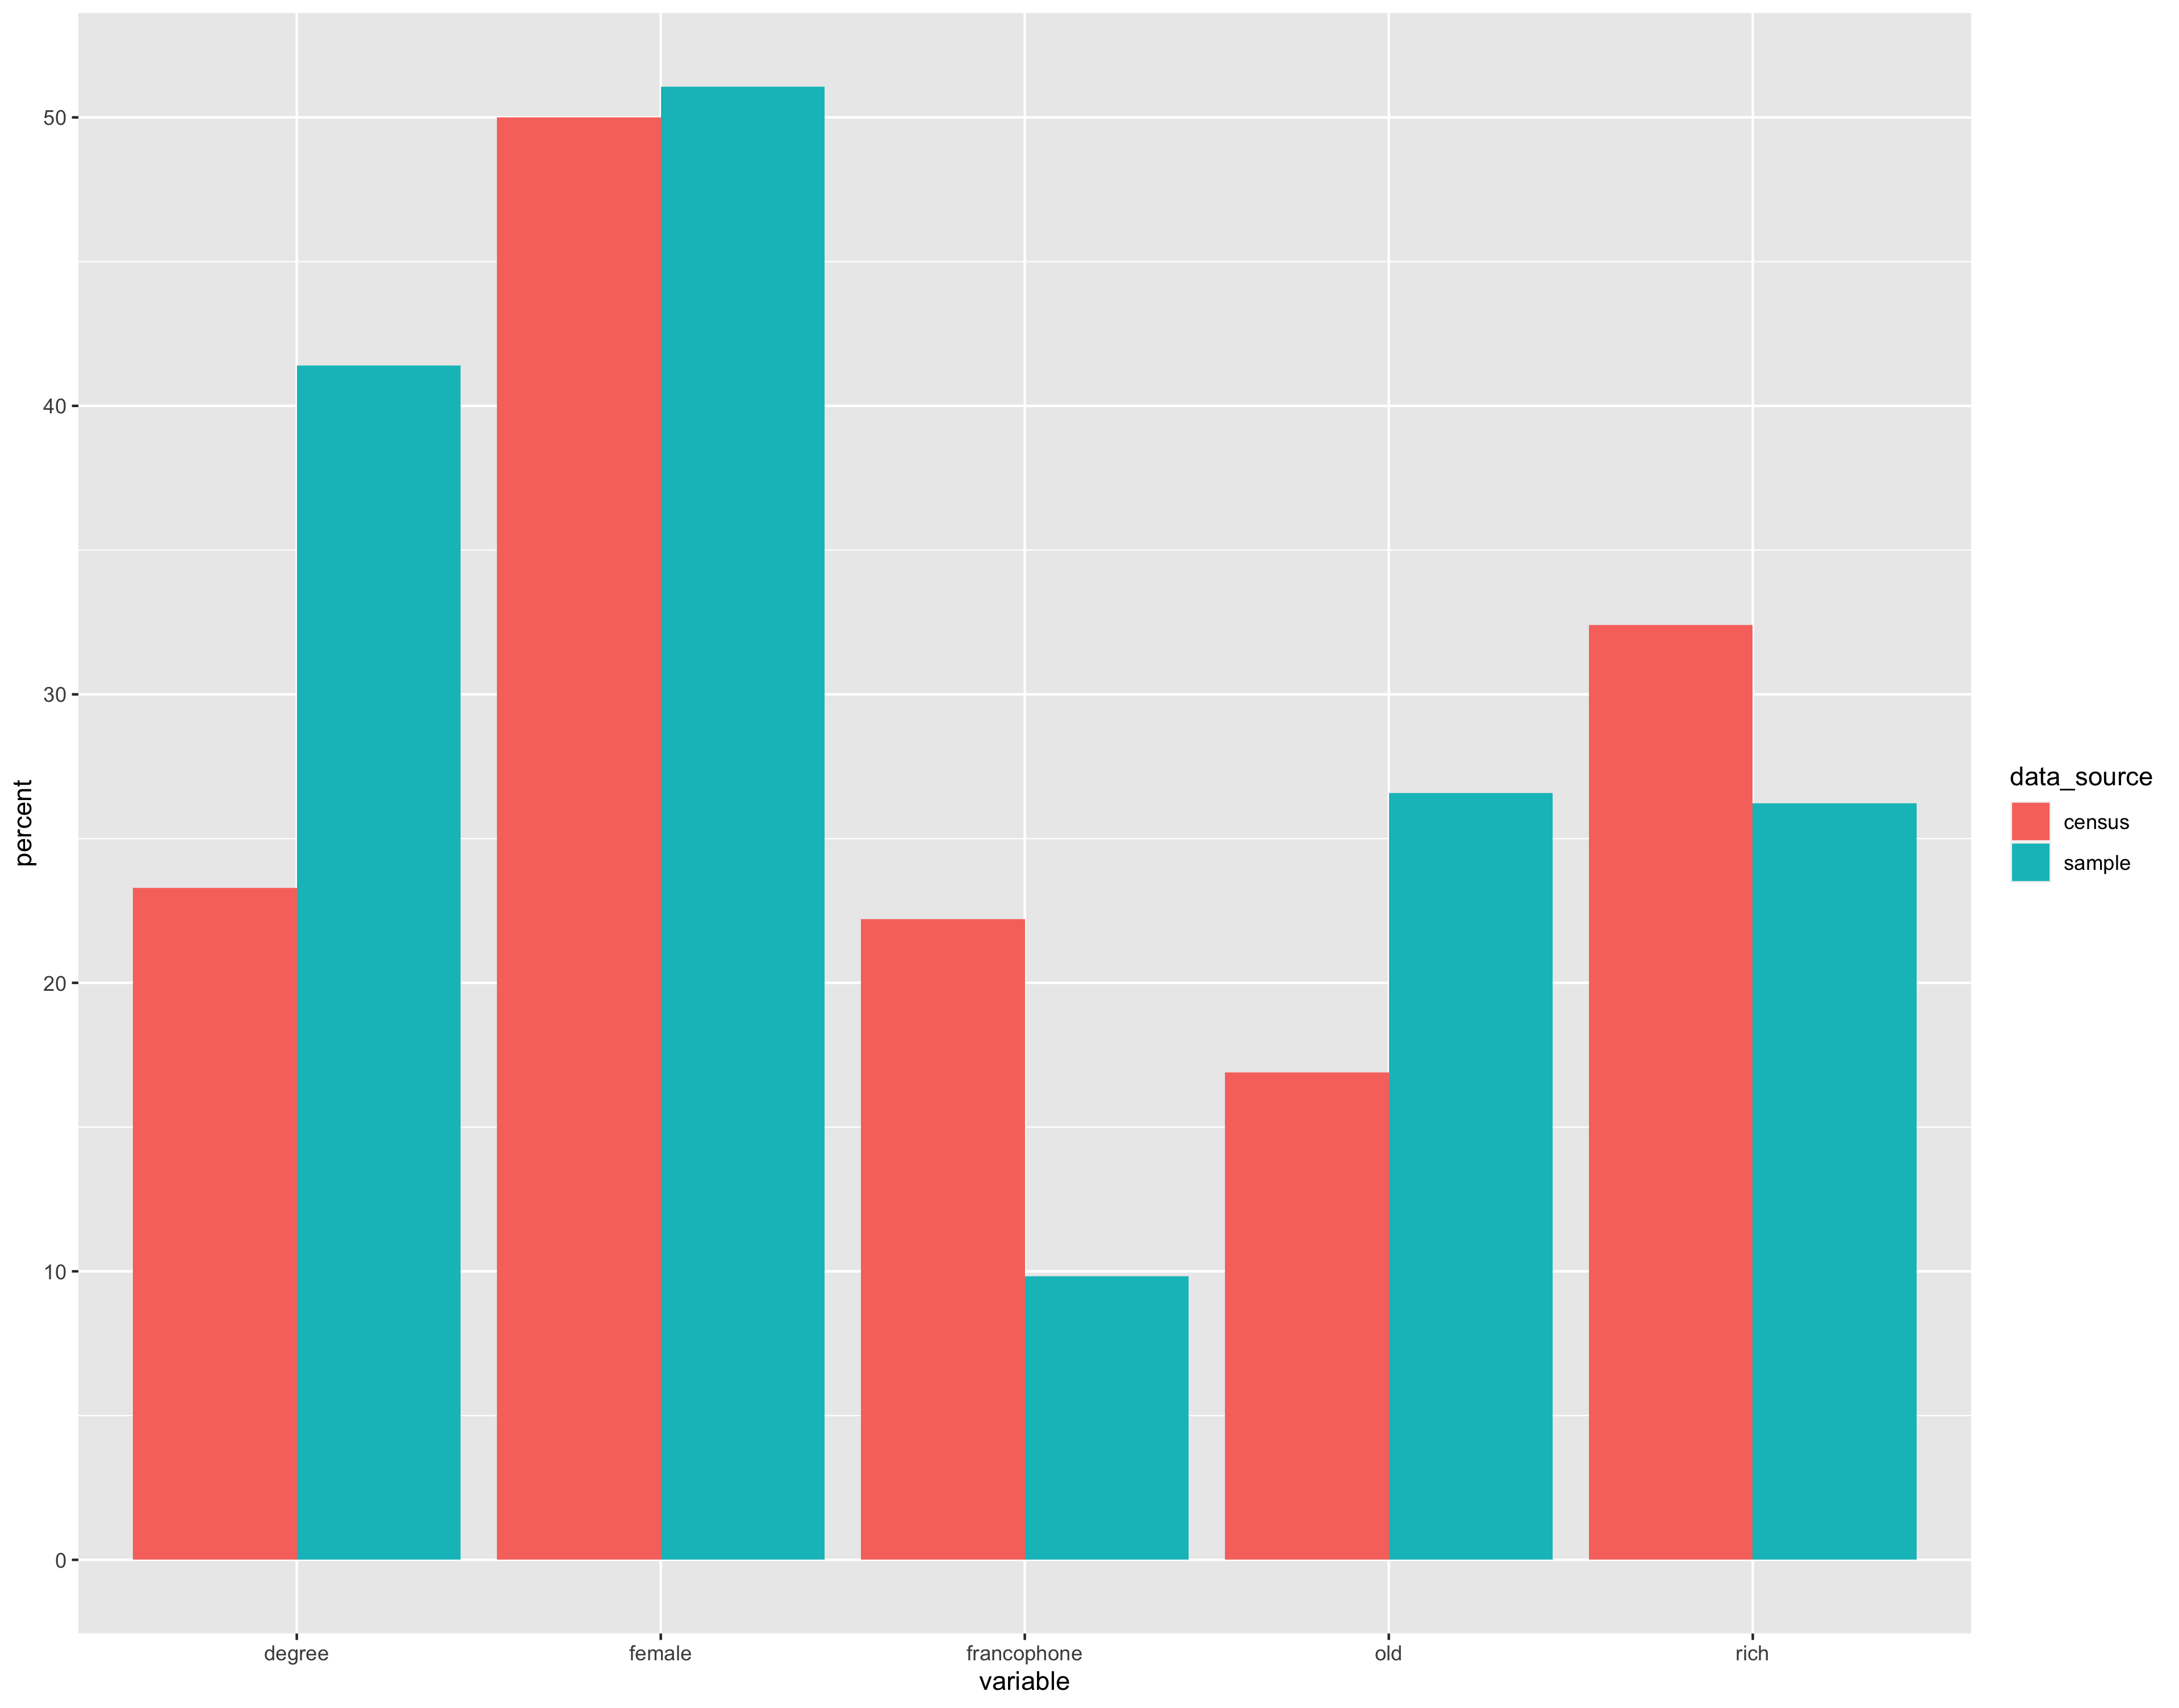 percent
50
40
30
20
10
0
degree female francophone old rich
variable
data_source
census
sample